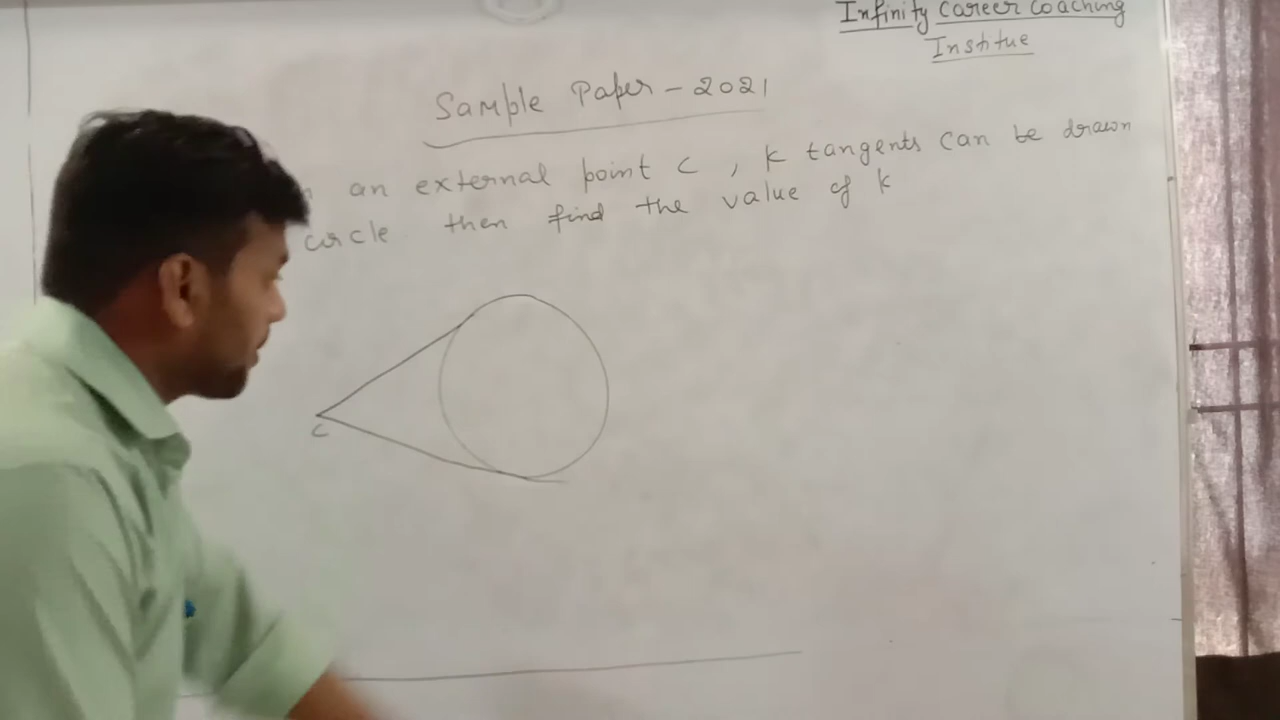 Infinity Career Coaching
Institue
Sample Paper - 2021
an external point C, K tangents can be drawn
circle then find the value of K
C